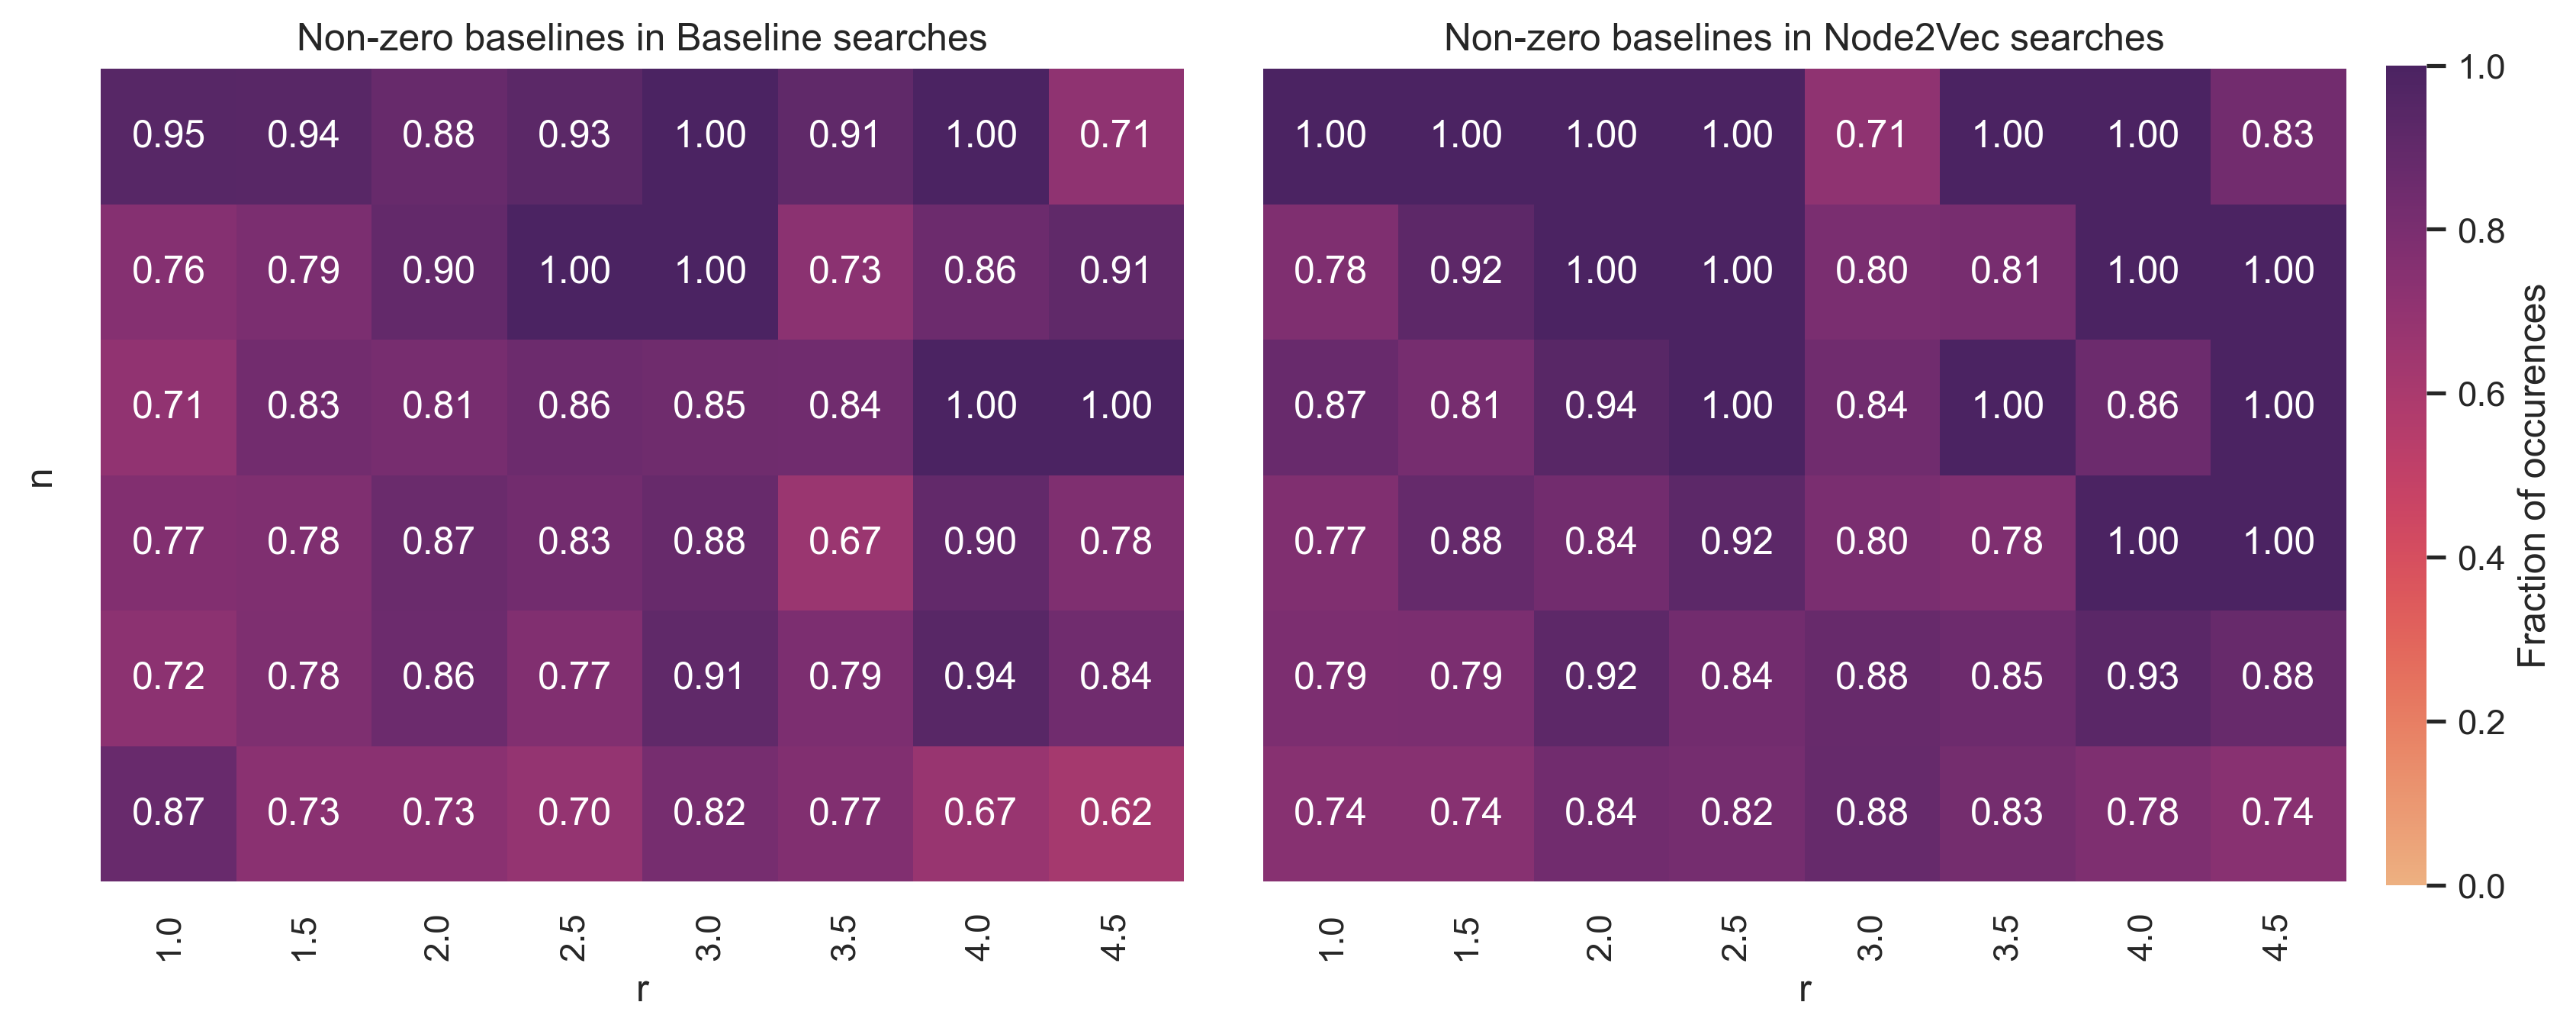 Non-zero baselines in Baseline searches
0.95 0.94 0.88 0.93 1.00 0.91 1.00 0.71
0.76 0.79 0.90 1.00 1.00 0.73 0.86 0.91
0.71 0.83 0.81 0.86 0.85 0.84 1.00 1.00
0.77 0.78 0.87 0.83 0.88 0.67 0.90 0.78
0.72 0.78 0.86 0.77 0.91 0.79 0.94 0.84
0.87 0.73 0.73 0.70 0.82 0.77 0.67 0.62
n
1.0 1.5 2.0 2.5 3.0 3.5 4.0 4.5
r
Non-zero baselines in Node2Vec searches
1.00 1.00 1.00 1.00 0.71 1.00 1.00 0.83
0.78 0.92 1.00 1.00 0.80 0.81 1.00 1.00
0.87 0.81 0.94 1.00 0.84 1.00 0.86 1.00
0.77 0.88 0.84 0.92 0.80 0.78 1.00 1.00
0.79 0.79 0.92 0.84 0.88 0.85 0.93 0.88
0.74 0.74 0.84 0.82 0.88 0.83 0.78 0.74
1.0 1.5 2.0 2.5 3.0 3.5 4.0 4.5
r
1.0
0.8
0.6
0.4
0.2
0.0
Fraction of occurences